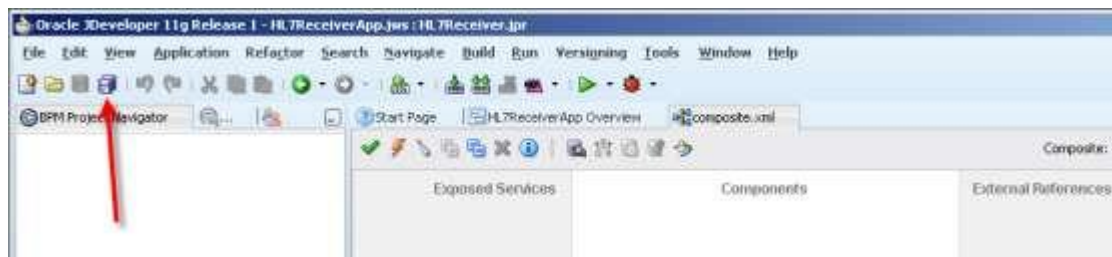 Oracle JDeveloper 11g Release 1 - HL7ReceiverApp.jws : HL7Receiver.jpr
File Edit View Application Refactor Search Navigate Build Run Versioning Tools Window Help
BPM Project Navigator Start Page HL7ReceiverApp Overview composite.xml
Composite:
Exposed Services Components External References